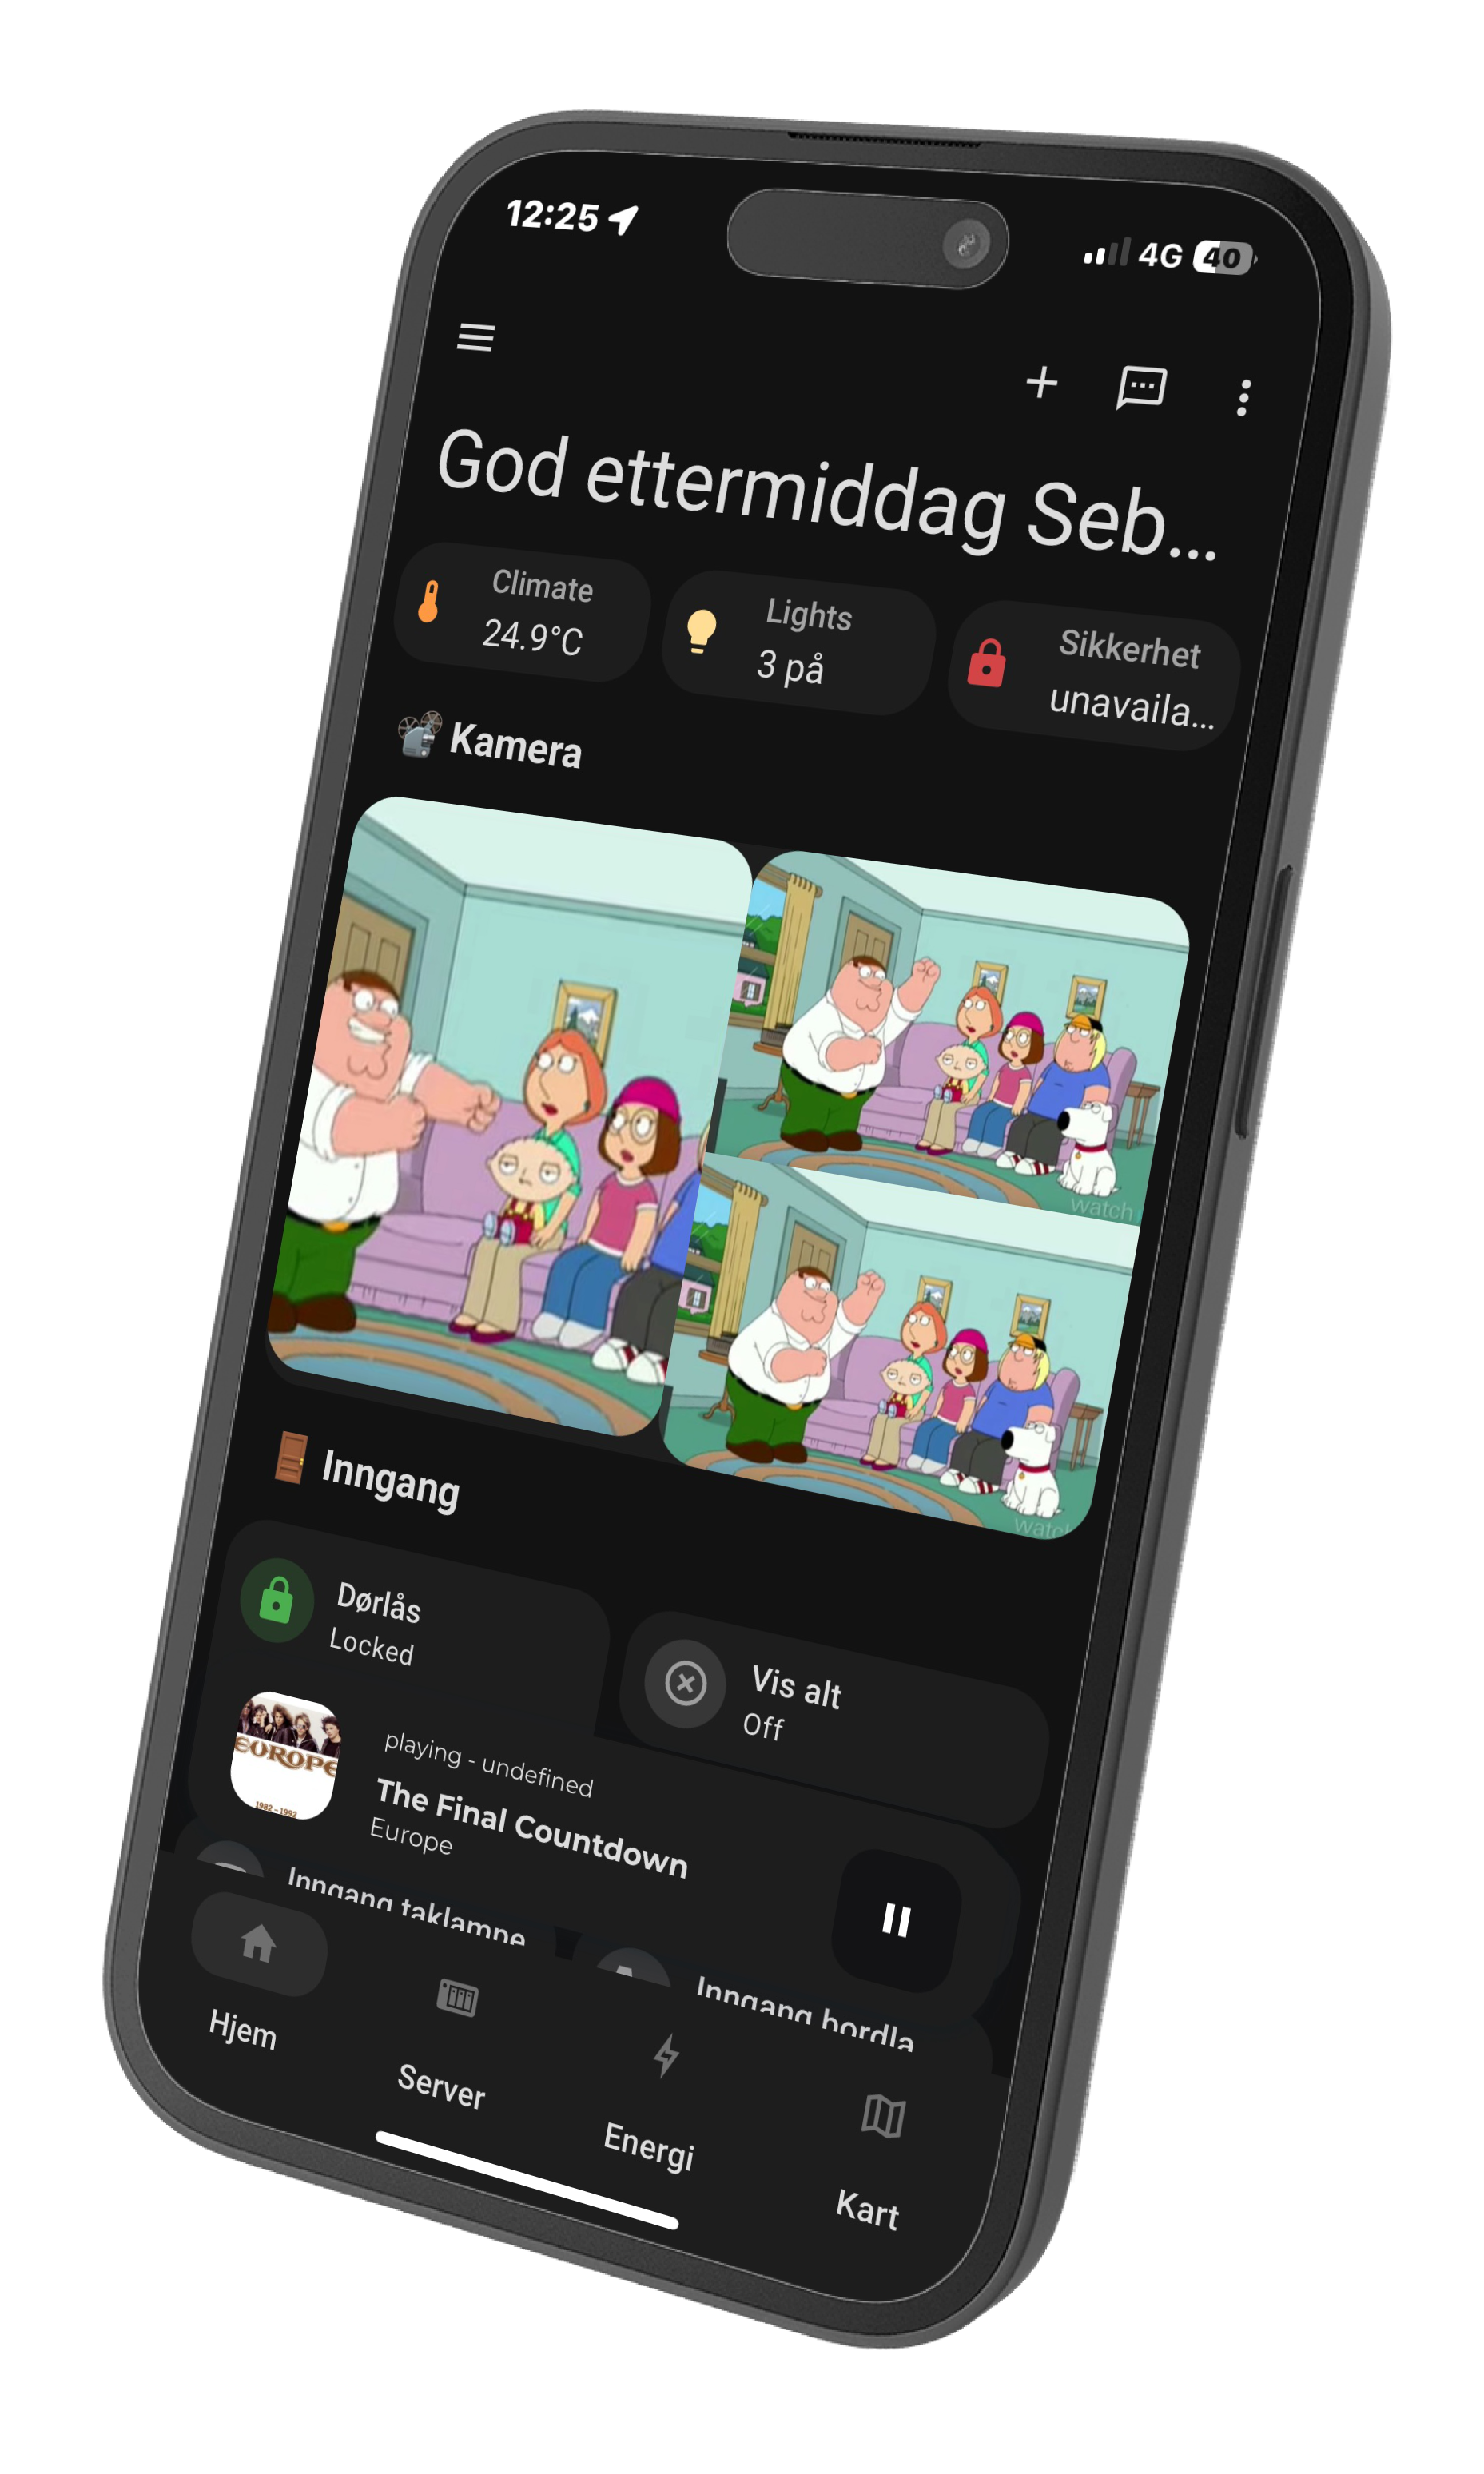 12:25
4G 40
God ettermiddag Seb...
Climate
24.9°C
Lights
3 på
Sikkerhet
unavaila...
Kamera
watch
watch
Inngang
Dørlås
Locked
Vis alt
Off
EUROPE
1982 - 1992
playing - undefined
The Final Countdown
Europe
Inngang taklampe
Inngang bordla
Hjem
Server
Energi
Kart